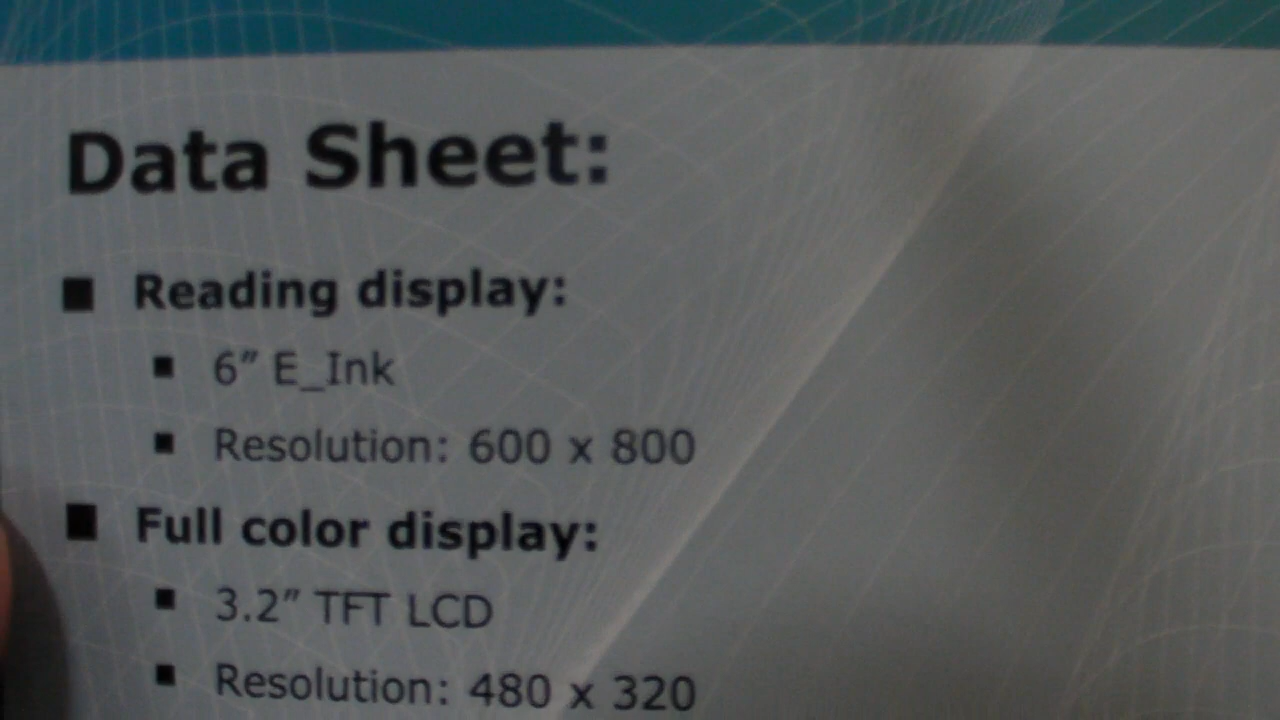 Data Sheet:
■ Reading display:
▪ 6” E_Ink
▪ Resolution: 600 x 800
■ Full color display:
▪ 3.2” TFT LCD
▪ Resolution: 480 x 320